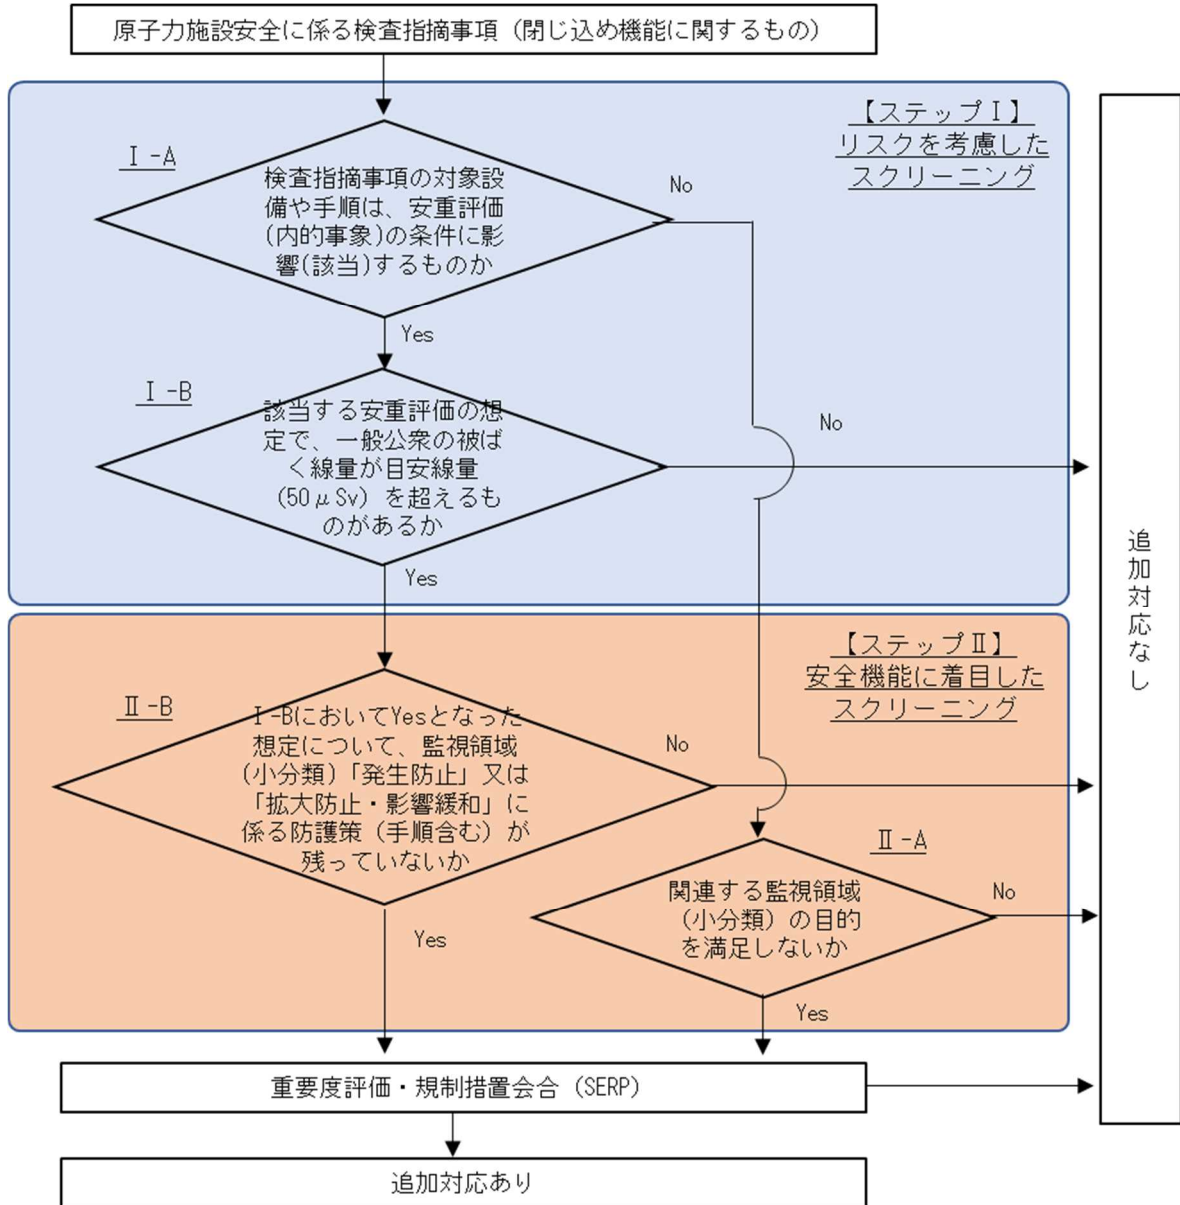 原子力施設安全に係る検査指摘事項（閉じ込め機能に関するもの）
【ステップⅠ】
リスクを考慮した
スクリーニング
Ⅰ-A
検査指摘事項の対象設
備や手順は、安重評価
(内的事象)の条件に影
響(該当)するものか
No
Yes
Ⅰ-B
該当する安重評価の想
定で、一般公衆の被ば
く線量が目安線量
(50μSv) を超えるも
のがあるか
No
Yes
追加対応なし
【ステップⅡ】
安全機能に着目した
スクリーニング
Ⅱ-B
Ⅰ-BにおいてYesとなった
想定について、監視領域
(小分類)「発生防止」又は
「拡大防止・影響緩和」に
係る防護策（手順含む）が
残っていないか
No
Yes
Ⅱ-A
関連する監視領域
(小分類) の目的
を満足しないか
No
Yes
重要度評価・規制措置会合 (SERP)
追加対応あり